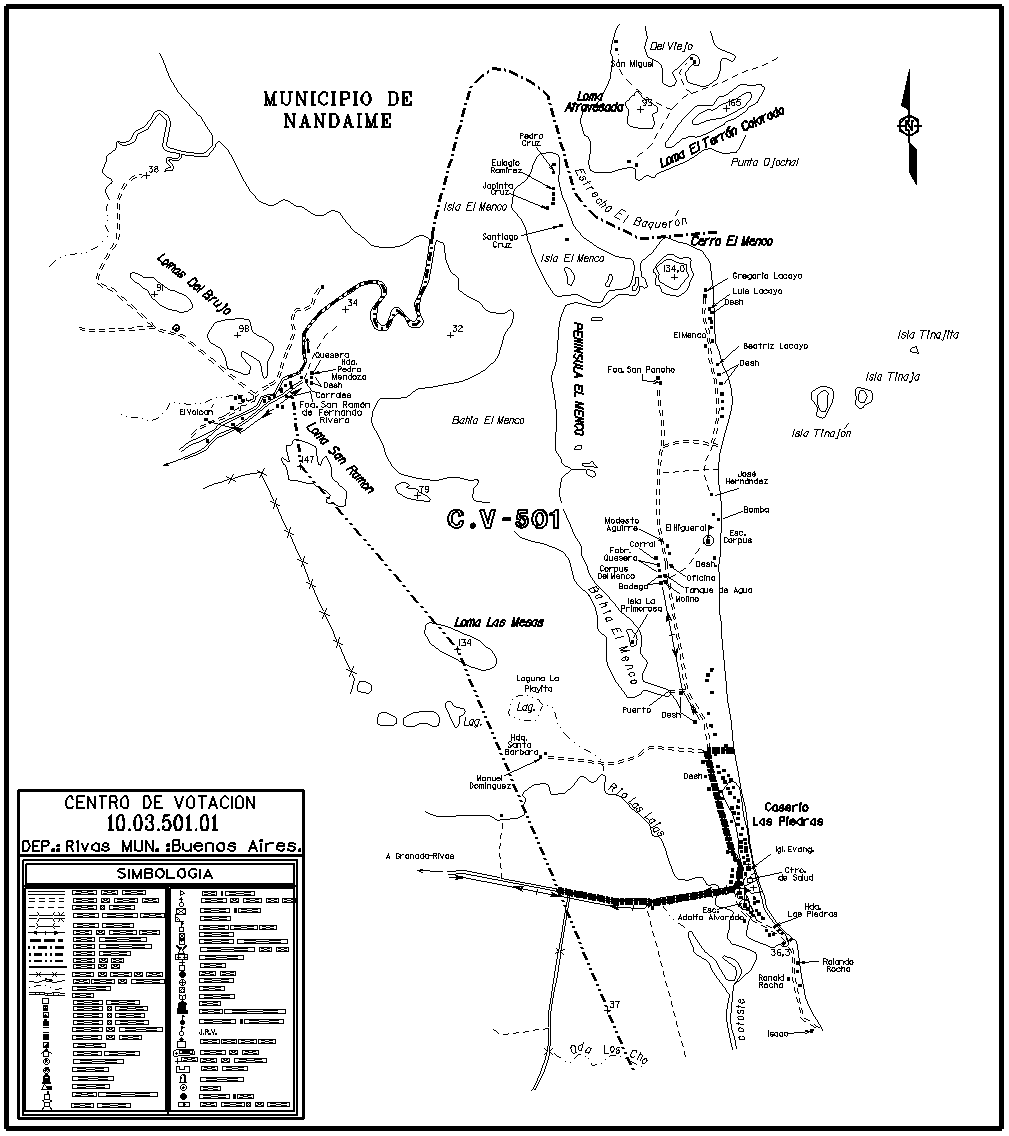 MUNICIPIO DE
NANDAIME
Del Viejo
San Miguel
Loma
Atravesada
95
165
Loma El Terrón Colorado
Punta Ojochal
N
Pedro
Cruz
Eulogio
Ramírez
Jacinta
Cruz
Isla El Menco
Santiago
Cruz
Isla El Menco
Estrecho El Baquerón
Cerro El Menco
134,0
38
Lomas Del Brujo
91
98
34
32
Gregorio Lacayo
Luis Lacayo
Desh
El Menco
Beatriz Lacayo
Desh
Isla Tinajita
Isla Tinaja
Isla Tinajón
PENINSULA EL MENCO
Fca. San Pancho
Quesera
Hda.
Pedro
Mendoza
Desh
Corrales
Fca. San Ramón
de Fernando
Rivera
El Volcan
Loma San Ramon
147
Bahía El Menco
79
C.V-501
José
Hernández
Bomba
Modesto
Aguirre
El Higueral
Esc.
Corpus
Corral
Fabr.
Quesera
Corpus
Del Menco
Bodega
Desh.
Oficina
Tanque de Agua
Molino
Isla La
Primorosa
Bahía El Menco
Loma Las Mesas
134
Laguna La
Playita
Lag.
Lag.
Puerto
Desh
Hda.
Santa
Barbara
Manuel
Dominguez
Desh
Río Las Lajas
Caserío
Las Piedras
Igl. Evang.
Ctro.
de Salud
A Granada-Rivas
Esc.
Adolfo Alvarado
Hda.
Las Piedras
36,3
Rolando
Rocha
Ronald
Rocha
Isaac
37
CENTRO DE VOTACION
10.03.501.01
DEP.: Rivas MUN. :Buenos Aires.
SIMBOLOGIA
J.R.V.